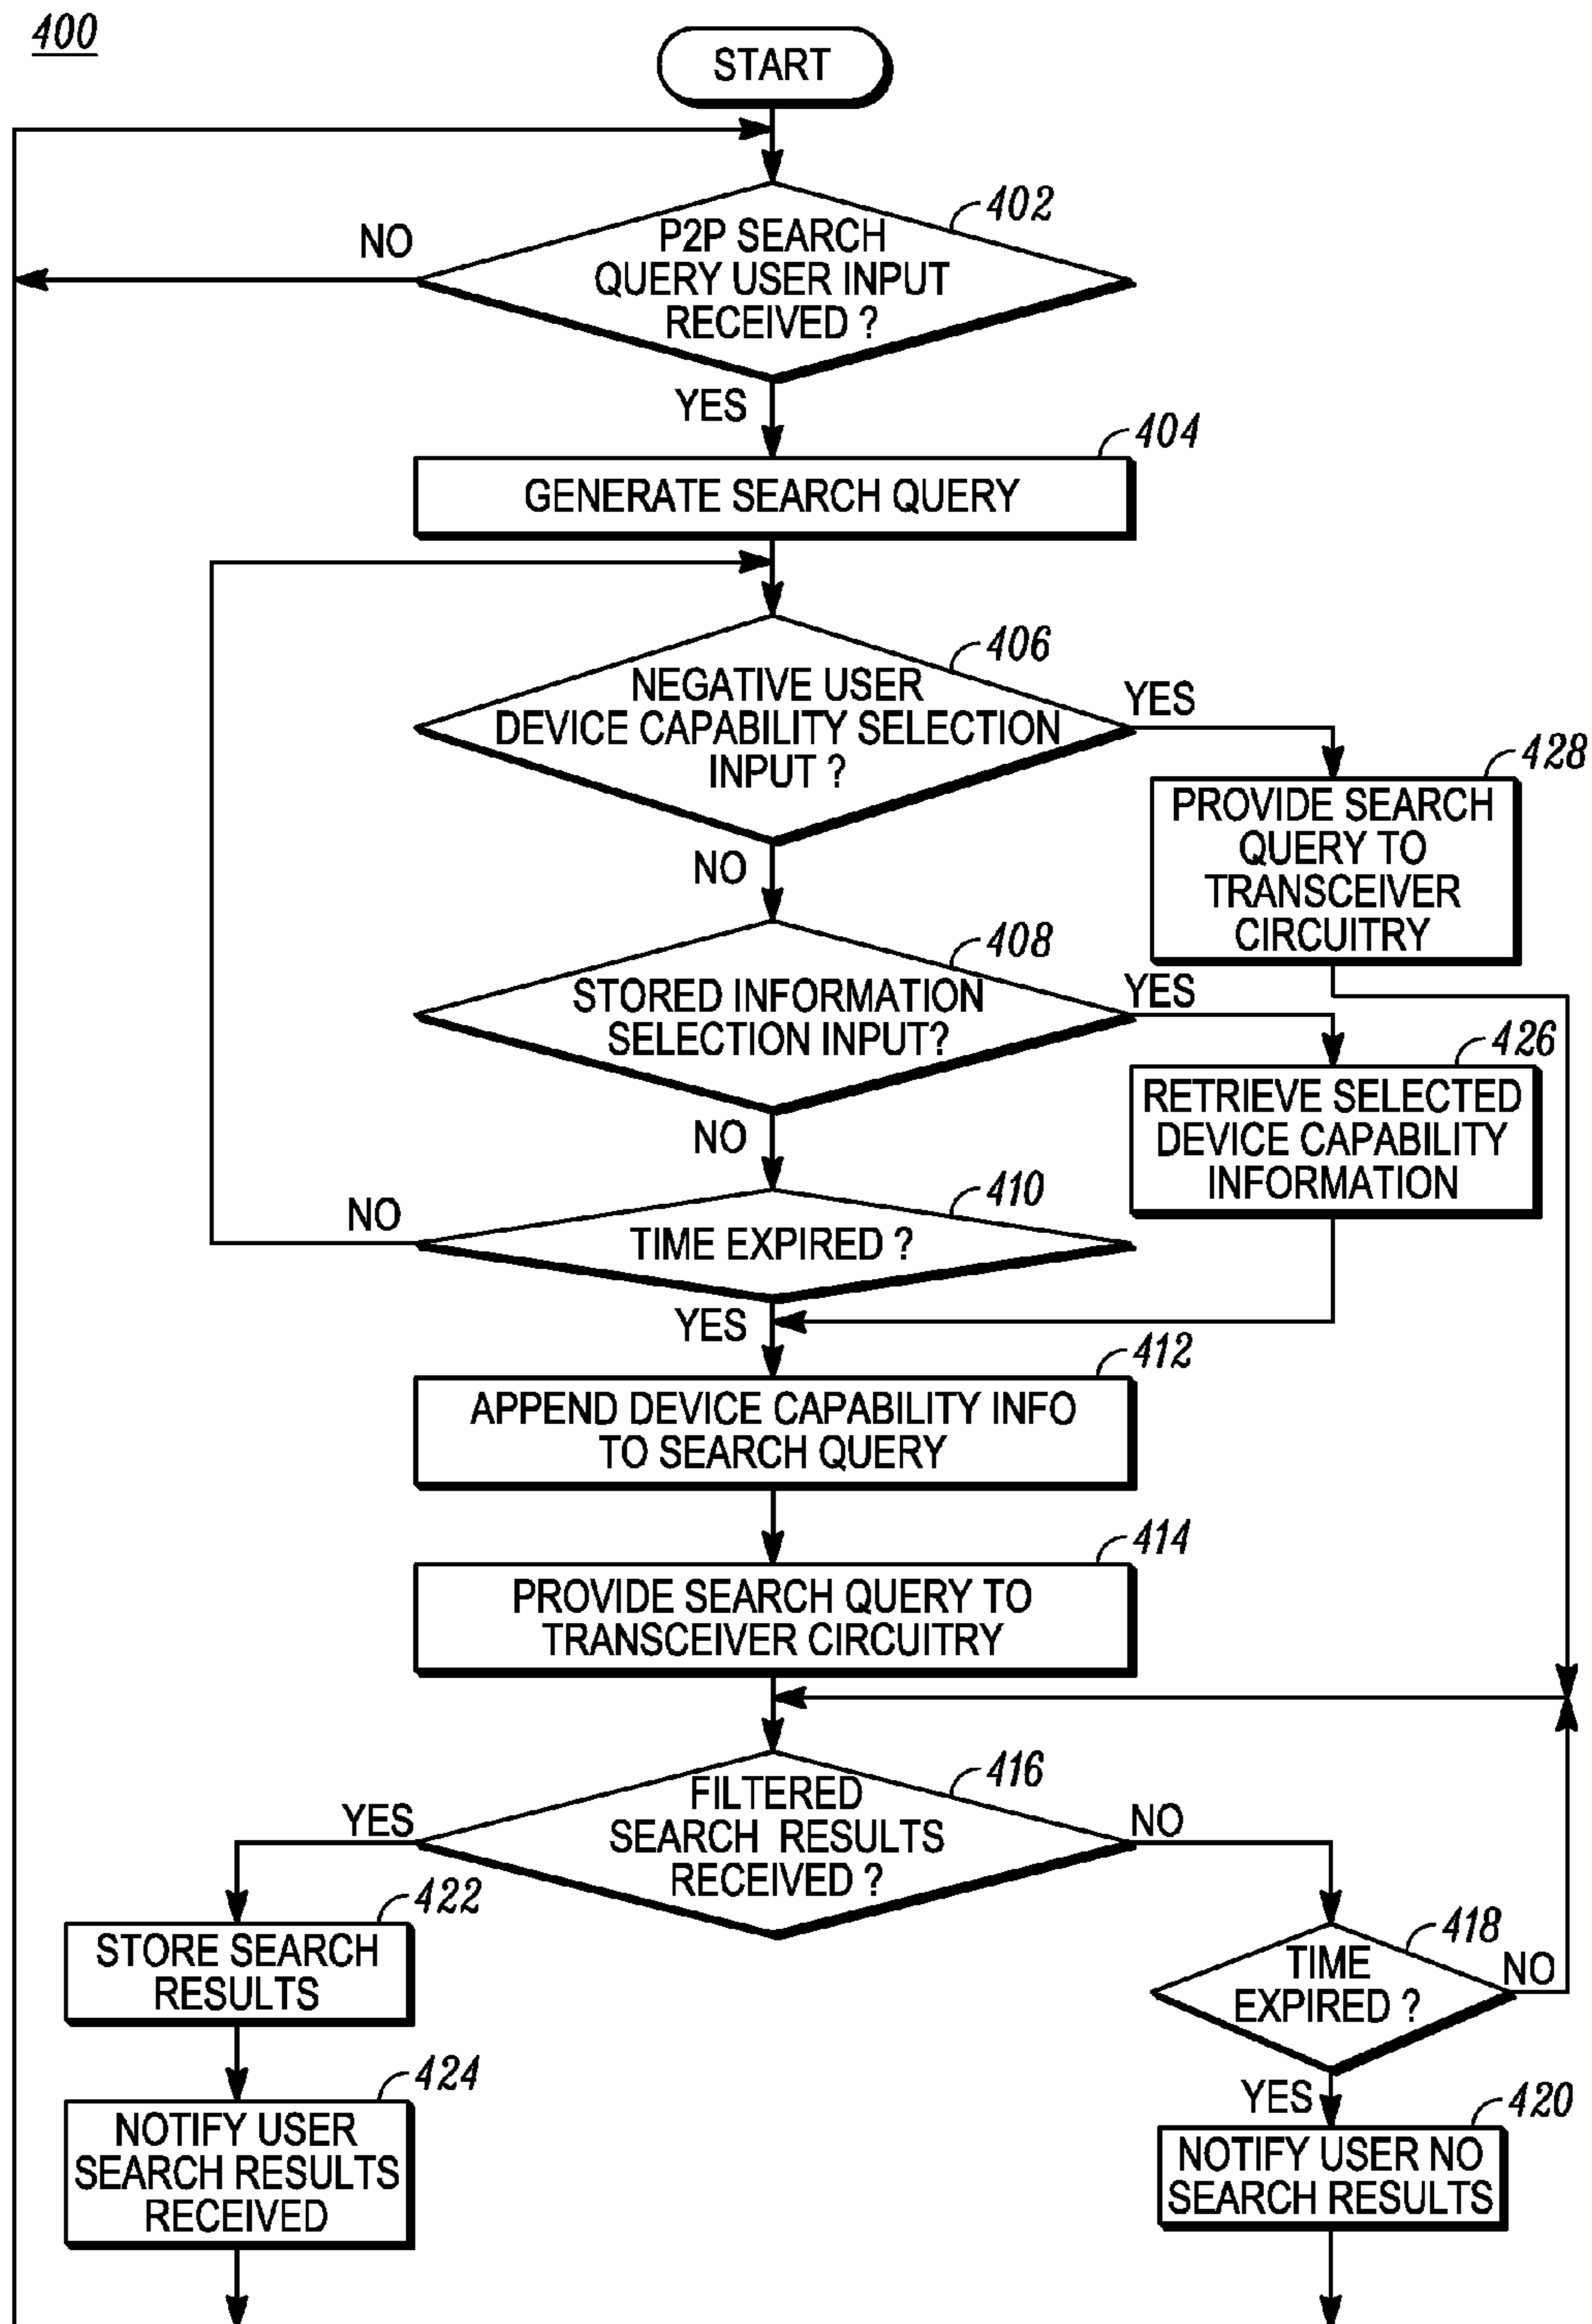 400
START
402
P2P SEARCH
QUERY USER INPUT
RECEIVED ?
NO
YES
404
GENERATE SEARCH QUERY
406
NEGATIVE USER
DEVICE CAPABILITY SELECTION
INPUT ?
YES
NO
428
PROVIDE SEARCH
QUERY TO
TRANSCEIVER
CIRCUITRY
408
STORED INFORMATION
SELECTION INPUT?
YES
NO
426
RETRIEVE SELECTED
DEVICE CAPABILITY
INFORMATION
410
TIME EXPIRED ?
NO
YES
412
APPEND DEVICE CAPABILITY INFO
TO SEARCH QUERY
414
PROVIDE SEARCH QUERY TO
TRANSCEIVER CIRCUITRY
416
FILTERED
SEARCH RESULTS
RECEIVED ?
YES
NO
422
STORE SEARCH
RESULTS
418
TIME
EXPIRED ?
NO
YES
424
NOTIFY USER
SEARCH RESULTS
RECEIVED
420
NOTIFY USER NO
SEARCH RESULTS